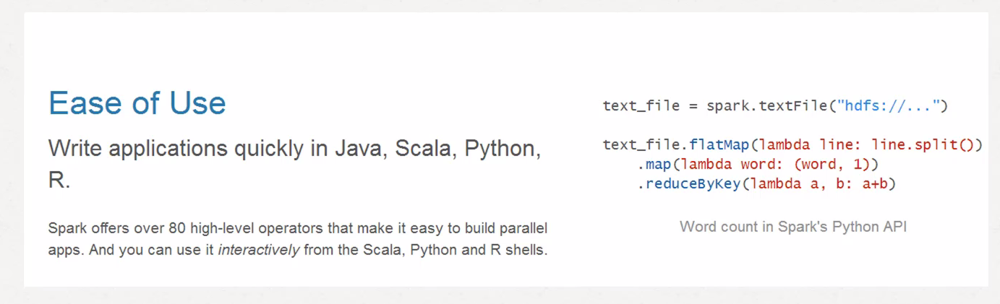 Ease of Use
Write applications quickly in Java, Scala, Python,
R.
Spark offers over 80 high-level operators that make it easy to build parallel
apps. And you can use it interactively from the Scala, Python and R shells.
text_file = spark.textFile("hdfs://...")
text_file.flatMap(lambda line: line.split())
    .map(lambda word: (word, 1))
    .reduceByKey(lambda a, b: a+b)
Word count in Spark's Python API